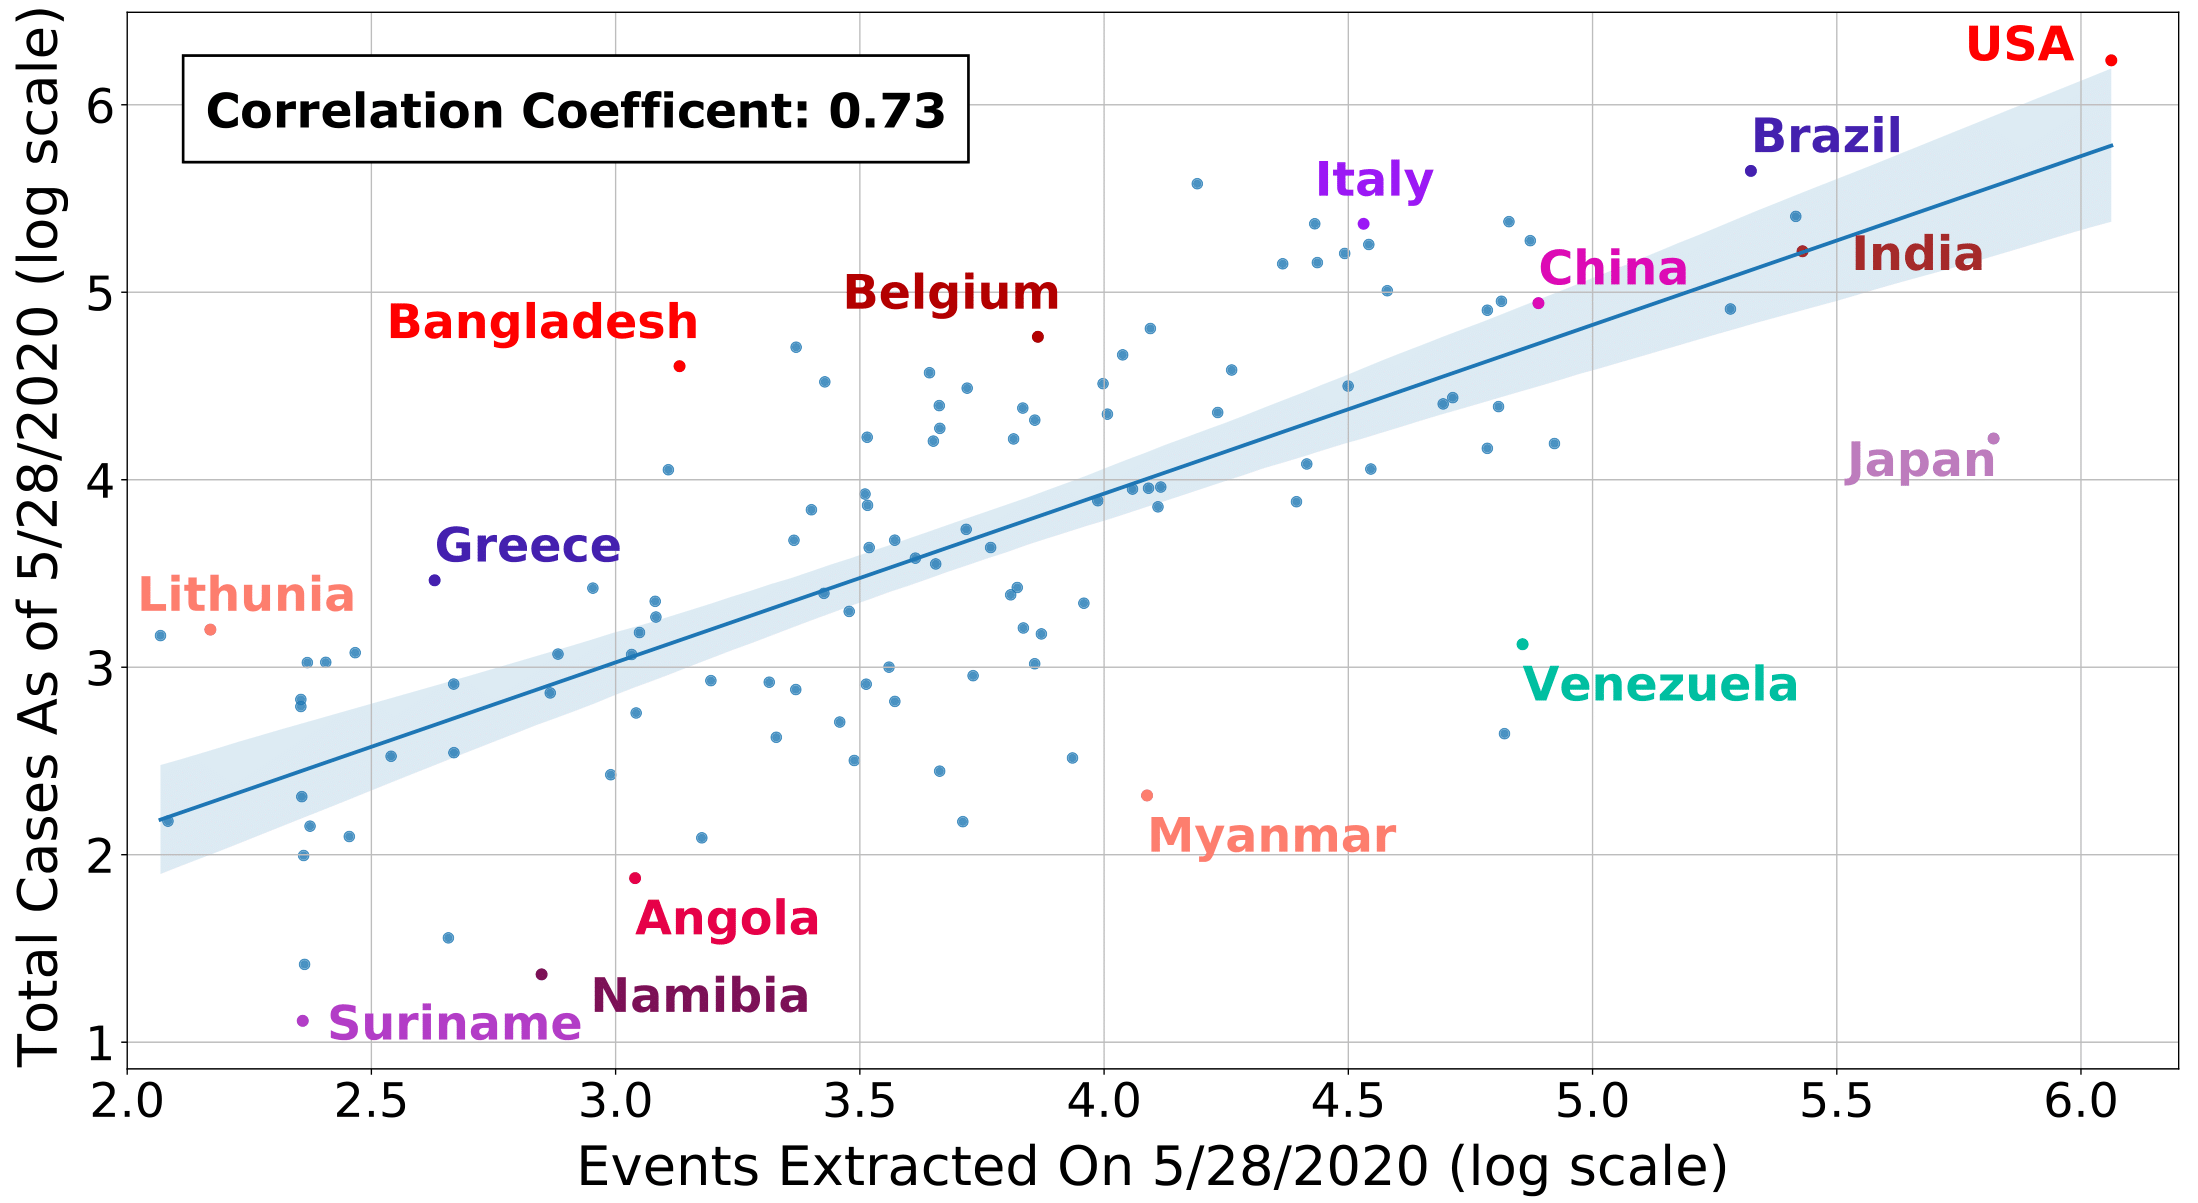 Total Cases As of 5/28/2020 (log scale)
6
5
4
3
2
1
Correlation Coefficent: 0.73
USA
Brazil
Italy
India
China
Belgium
Bangladesh
Japan
Greece
Lithunia
Venezuela
Myanmar
Angola
Namibia
Suriname
2.0 2.5 3.0 3.5 4.0 4.5 5.0 5.5 6.0
Events Extracted On 5/28/2020 (log scale)